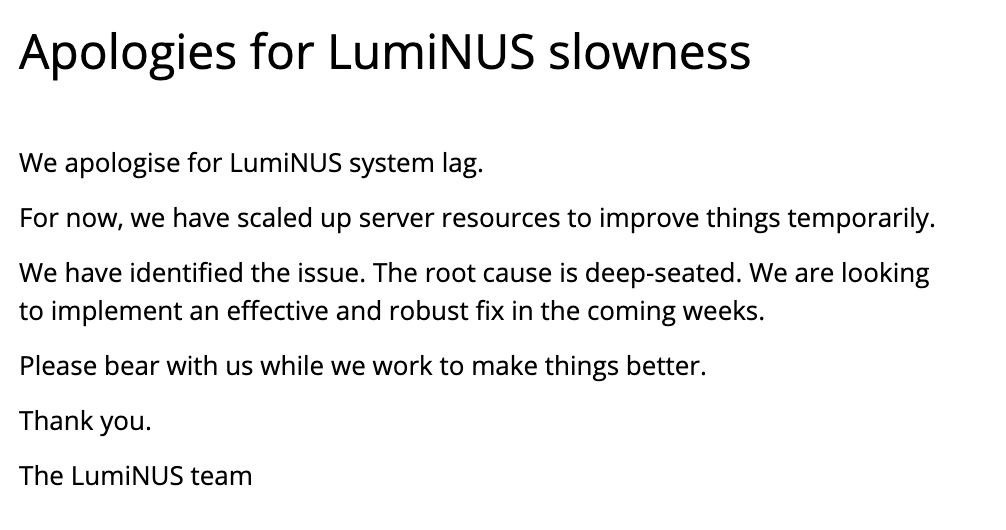 Apologies for LumiNUS slowness
We apologise for LumiNUS system lag.
For now, we have scaled up server resources to improve things temporarily.
We have identified the issue. The root cause is deep-seated. We are looking
to implement an effective and robust fix in the coming weeks.
Please bear with us while we work to make things better.
Thank you.
The LumiNUS team